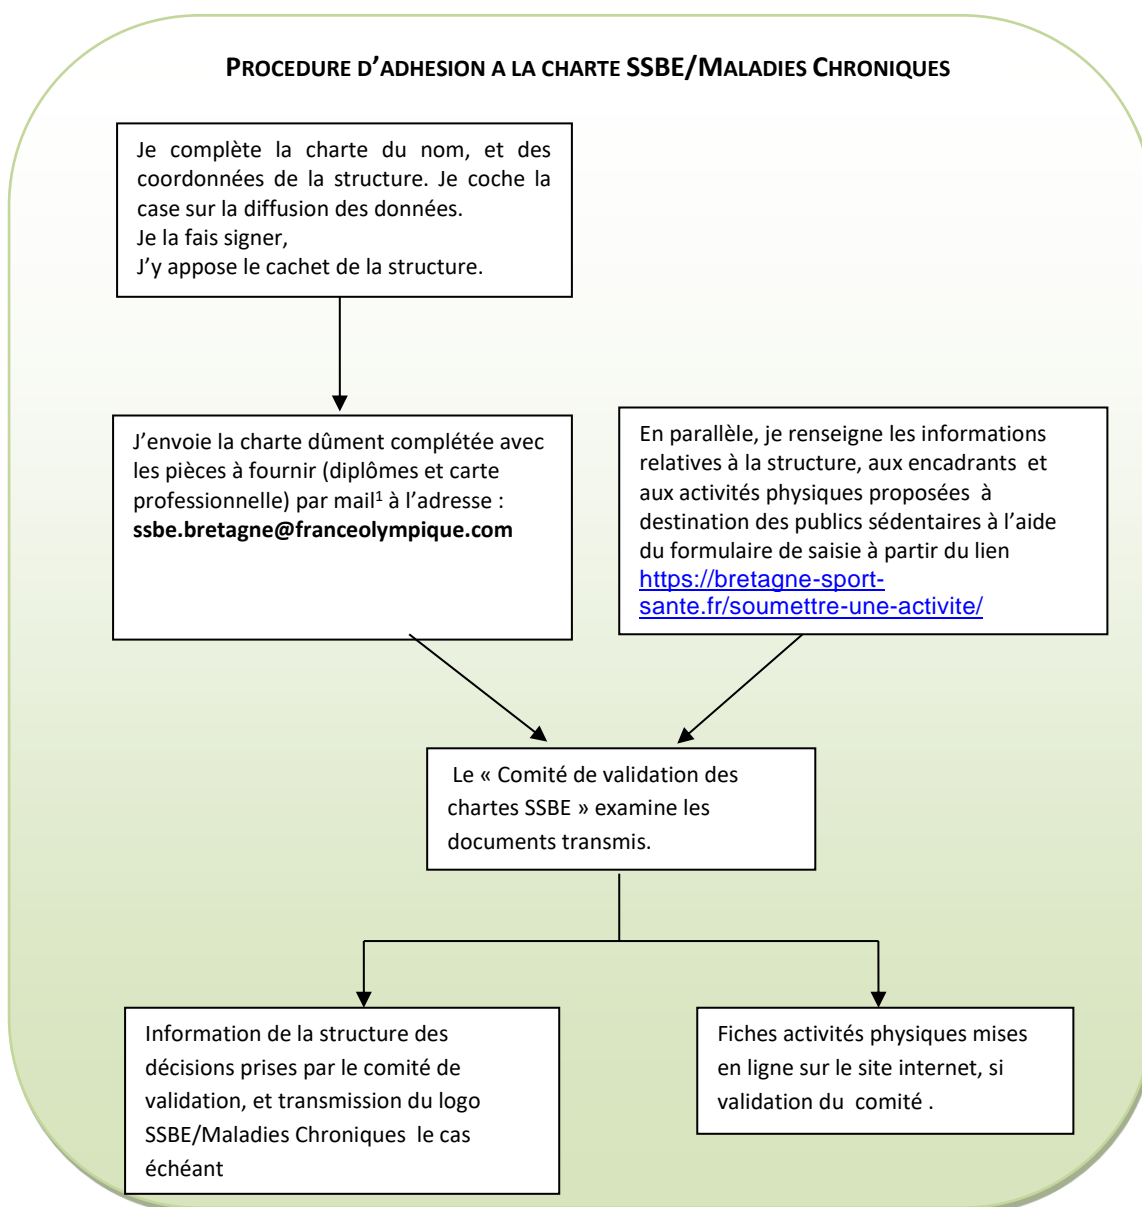 PROCEDURE D'ADHESION A LA CHARTE SSBE/MALADIES CHRONIQUES
Je complète la charte du nom, et des
coordonnées de la structure. Je coche la
case sur la diffusion des données.
Je la fais signer,
J'y appose le cachet de la structure.
J'envoie la charte dûment complétée avec
les pièces à fournir (diplômes et carte
professionnelle) par mail¹ à l'adresse :
ssbe.bretagne@franceolympique.com
En parallèle, je renseigne les informations
relatives à la structure, aux encadrants et
aux activités physiques proposées à
destination des publics sédentaires à l'aide
du formulaire de saisie à partir du lien
https://bretagne-sport-
sante.fr/soumettre-une-activite/
Le « Comité de validation des
chartes SSBE » examine les
documents transmis.
Information de la structure des
décisions prises par le comité de
validation, et transmission du logo
SSBE/Maladies Chroniques le cas
échéant
Fiches activités physiques mises
en ligne sur le site internet, si
validation du comité .